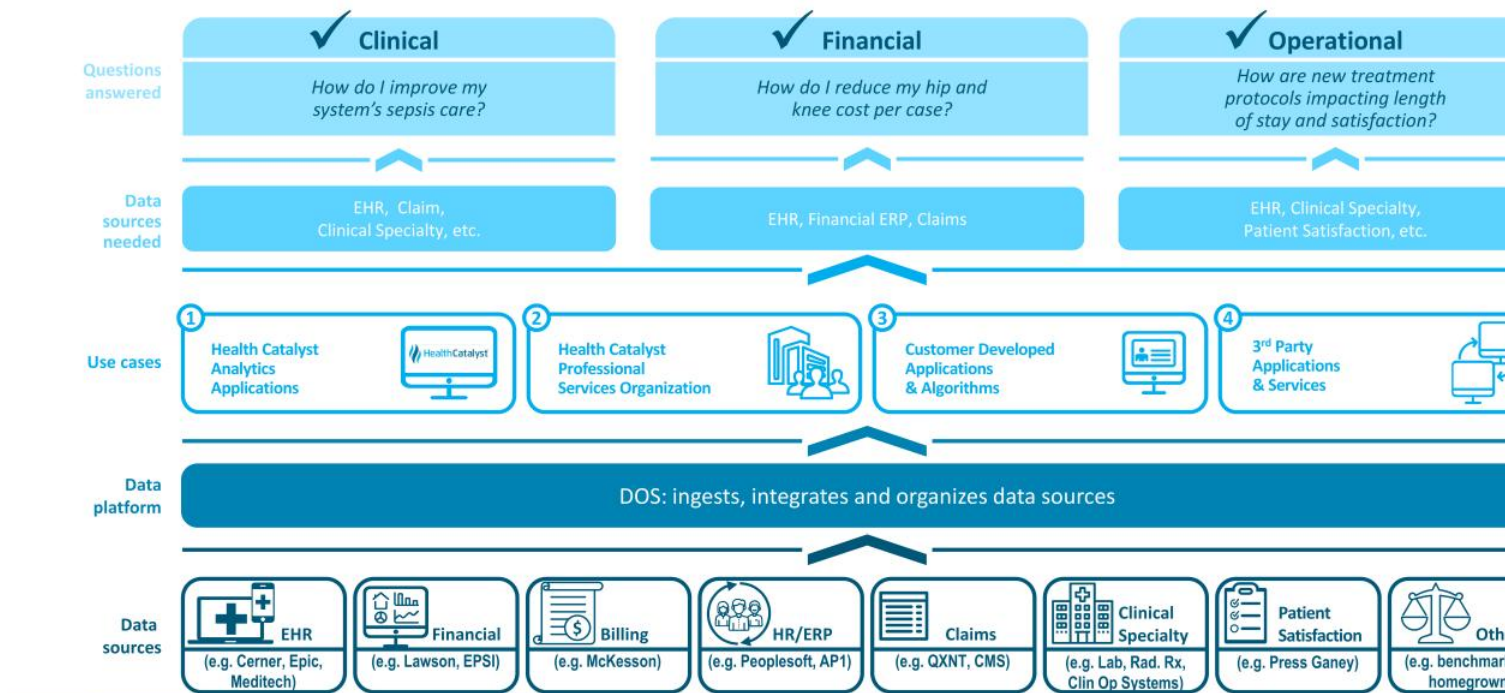 Questions
answered
Clinical
How do I improve my
system's sepsis care?
Financial
How do I reduce my hip and
knee cost per case?
Operational
How are new treatment
protocols impacting length
of stay and satisfaction?
Data
sources
needed
EHR, Claim,
Clinical Specialty, etc.
EHR, Financial ERP, Claims
EHR, Clinical Specialty,
Patient Satisfaction, etc.
Use cases
1
Health Catalyst
Analytics
Applications
HealthCatalyst
2
Health Catalyst
Professional
Services Organization
3
Customer Developed
Applications
& Algorithms
4
3rd Party
Applications
& Services
Data
platform
DOS: ingests, integrates and organizes data sources
Data
sources
EHR
(e.g. Cerner, Epic,
Meditech)
Financial
(e.g. Lawson, EPSI)
Billing
(e.g. McKesson)
HR/ERP
(e.g. Peoplesoft, AP1)
Claims
(e.g. QXNT, CMS)
Clinical
Specialty
(e.g. Lab, Rad. Rx,
Clin Op Systems)
Patient
Satisfaction
(e.g. Press Ganey)
Oth
(e.g. benchmar
homegrown